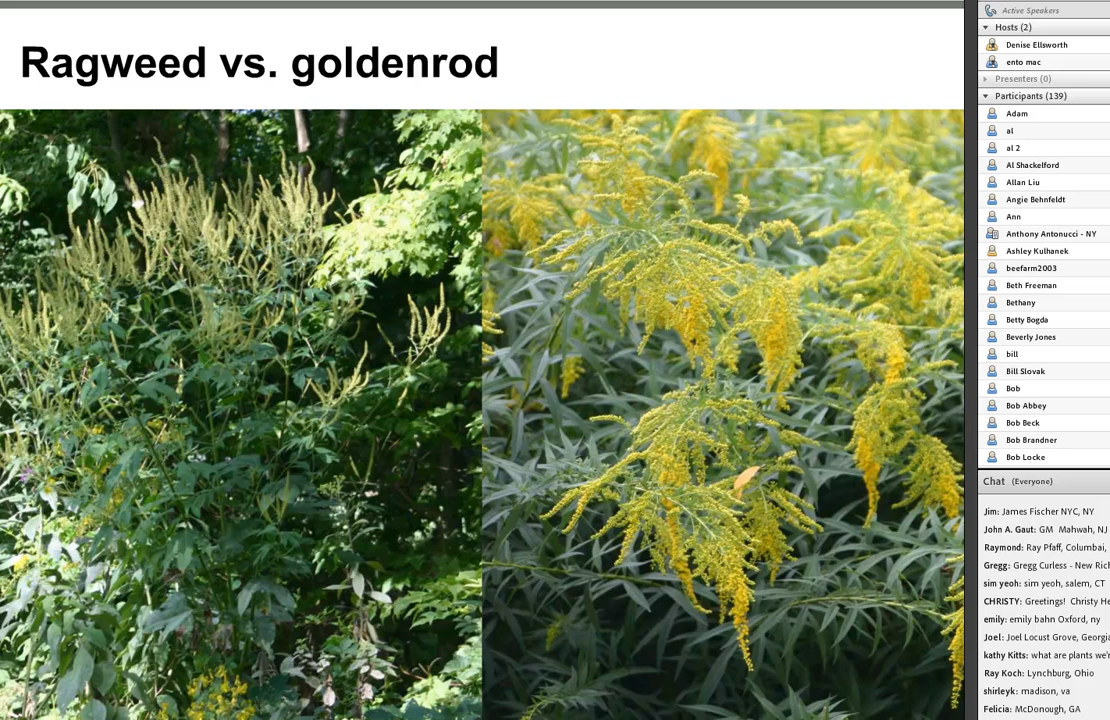 Ragweed vs. goldenrod
Active Speakers
Hosts (2)
Denise Ellsworth
ento mac
Presenters (0)
Participants (139)
Adam
al
al 2
Al Shackelford
Allan Liu
Angie Behnfeldt
Ann
Anthony Antonucci - NY
Ashley Kulhanek
beefarm2003
Beth Freeman
Bethany
Betty Bogda
Beverly Jones
bill
Bill Slovak
Bob
Bob Abbey
Bob Beck
Bob Brandner
Bob Locke
Chat (Everyone)
Jim: James Fischer NYC, NY
John A. Gaut: GM Mahwah, NJ
Raymond: Ray Pfaff, Columbai,
Gregg: Gregg Curless - New Rich
sim yeoh: sim yeoh, salem, CT
CHRISTY: Greetings! Christy He
emily: emily bahn Oxford, ny
Joel: Joel Locust Grove, Georgia
kathy Kitts: what are plants we'r
Ray Koch: Lynchburg, Ohio
shirleyk: madison, va
Felicia: McDonough, GA